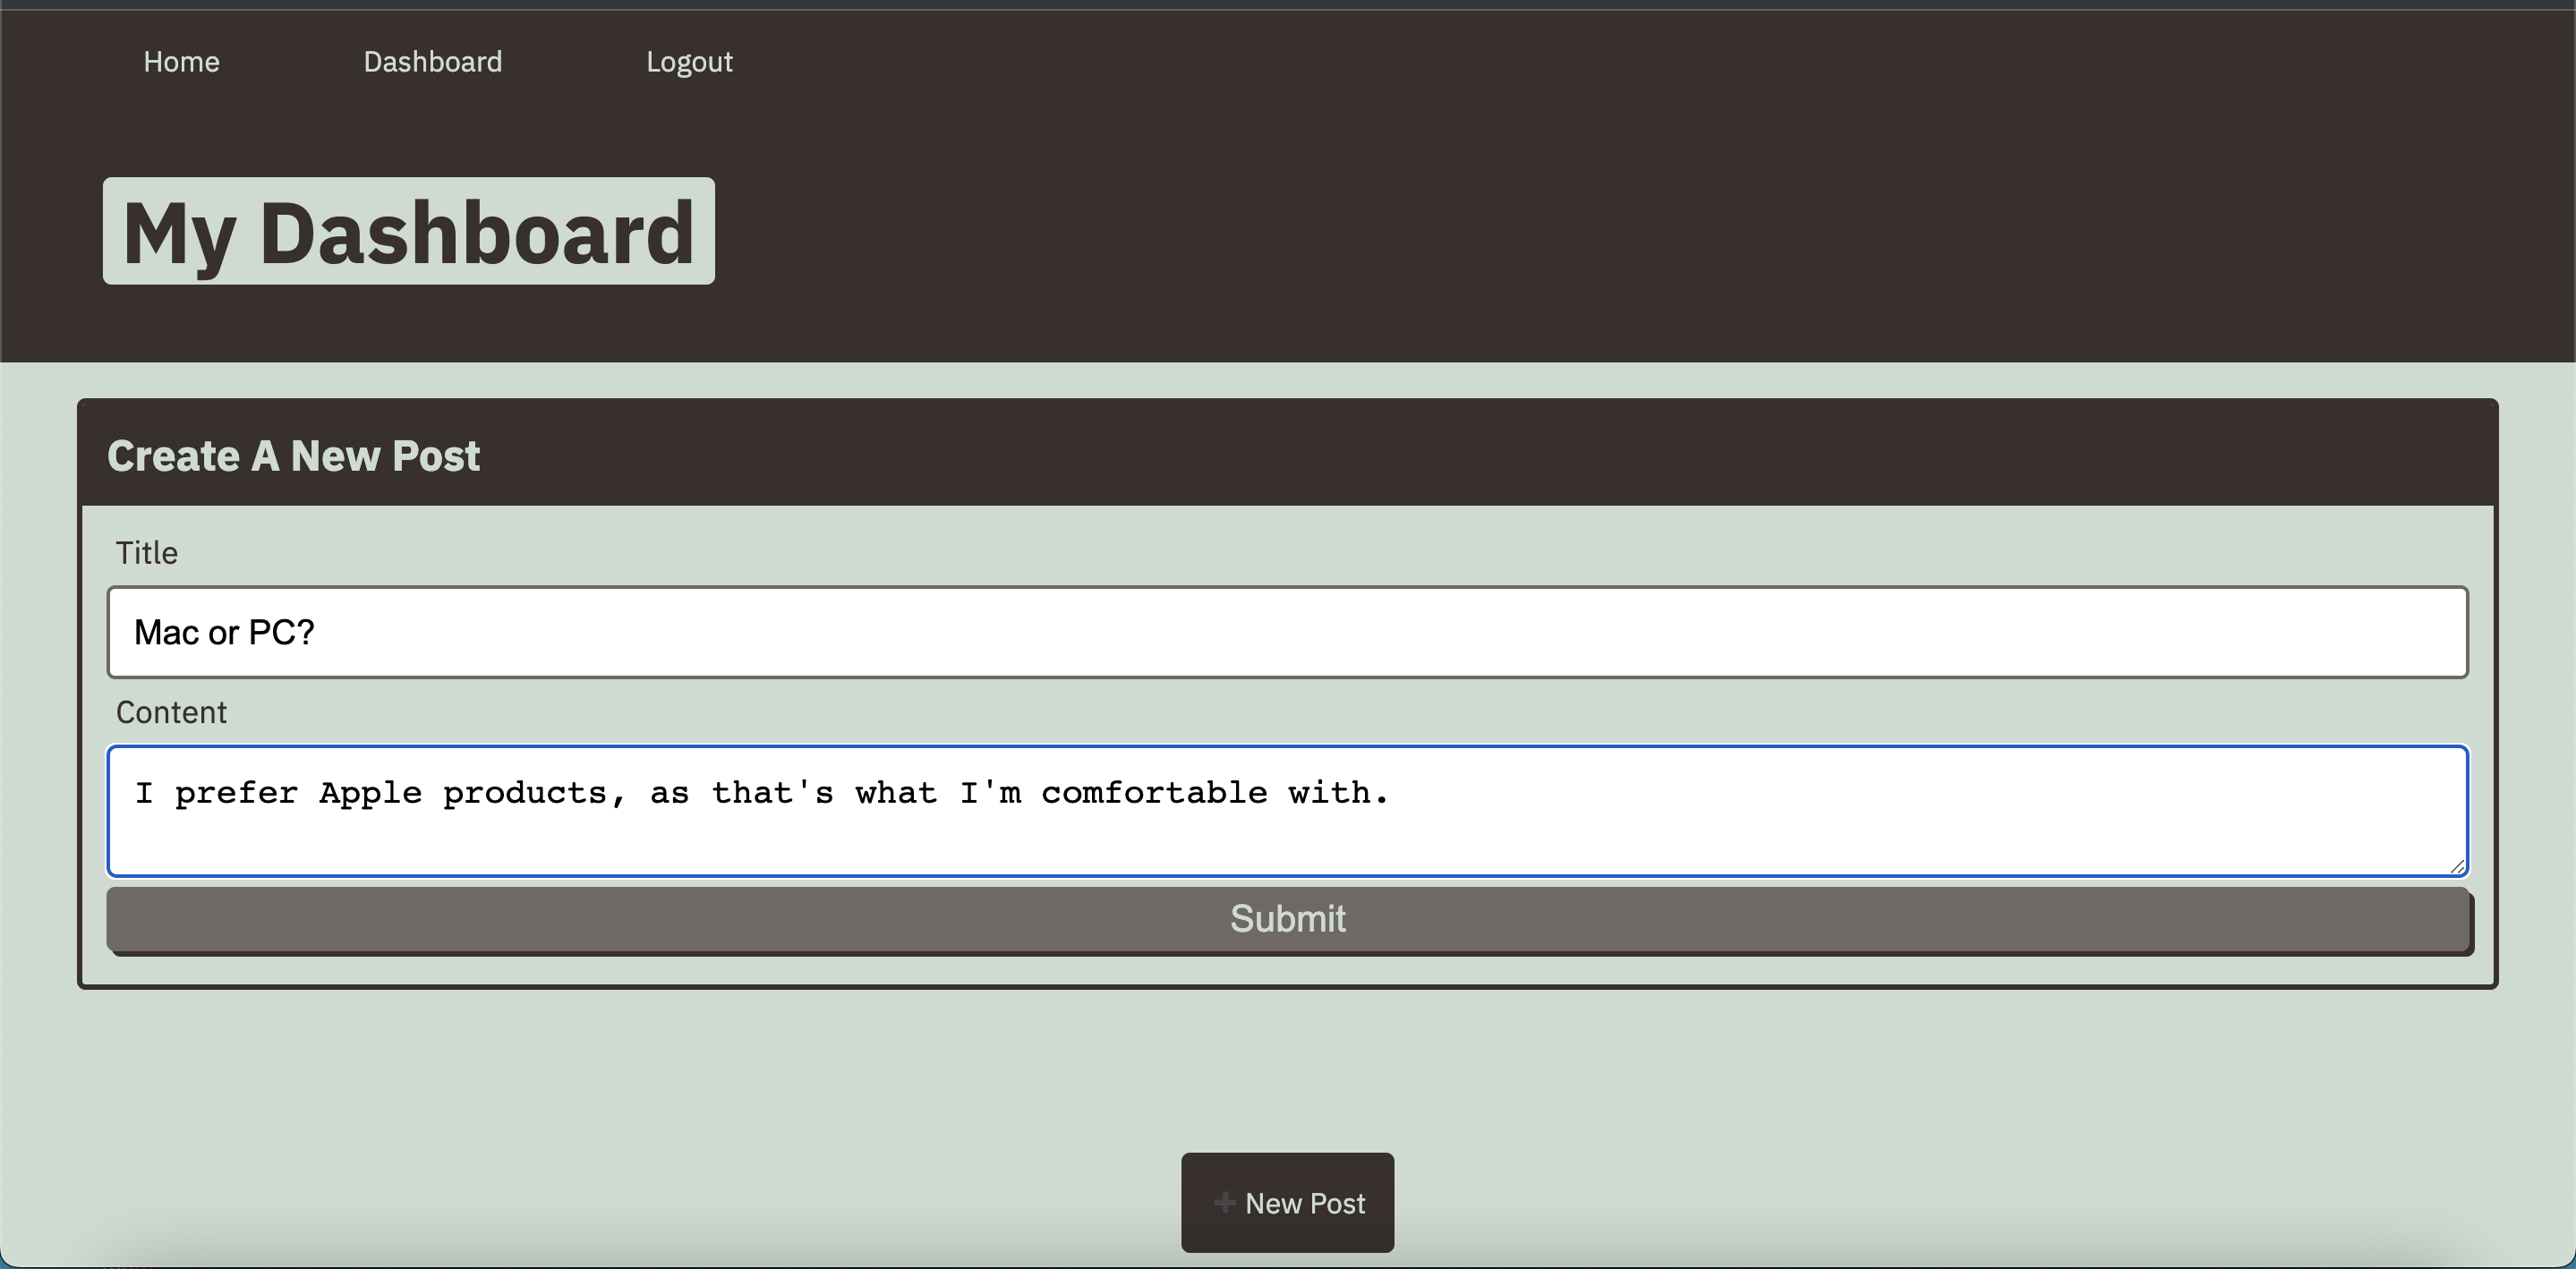 Home Dashboard Logout
My Dashboard
Create A New Post
Title
Mac or PC?
Content
I prefer Apple products, as that's what I'm comfortable with.
Submit
+ New Post